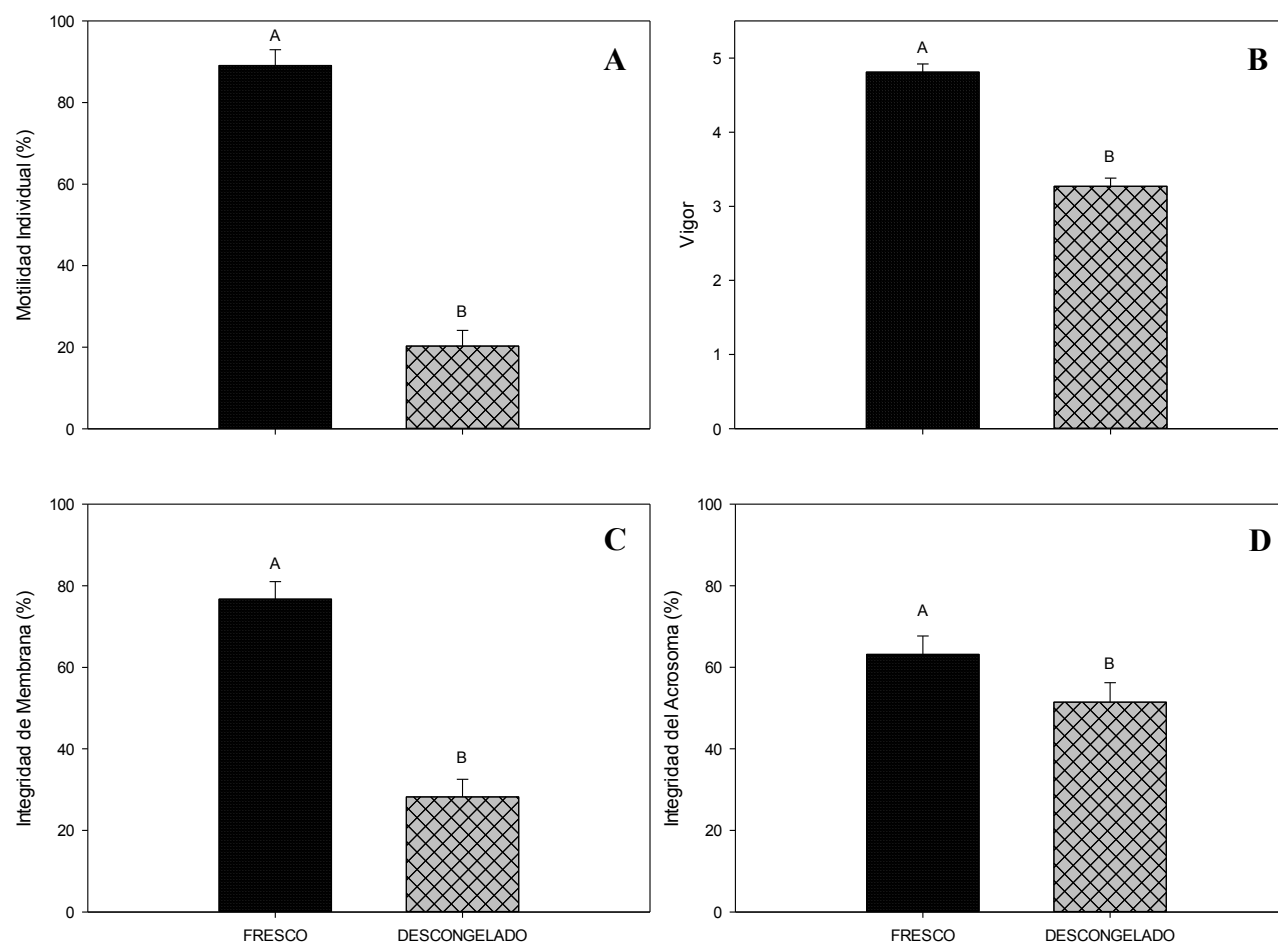 Motilidad Individual (%)
100
80
60
40
20
0
A
B
A
Vigor
5
4
3
2
1
0
A
B
B
Integridad de Membrana (%)
100
80
60
40
20
0
A
B
C
FRESCO DESCONGELADO
Integridad del Acrosoma (%)
100
80
60
40
20
0
A
B
D
FRESCO DESCONGELADO